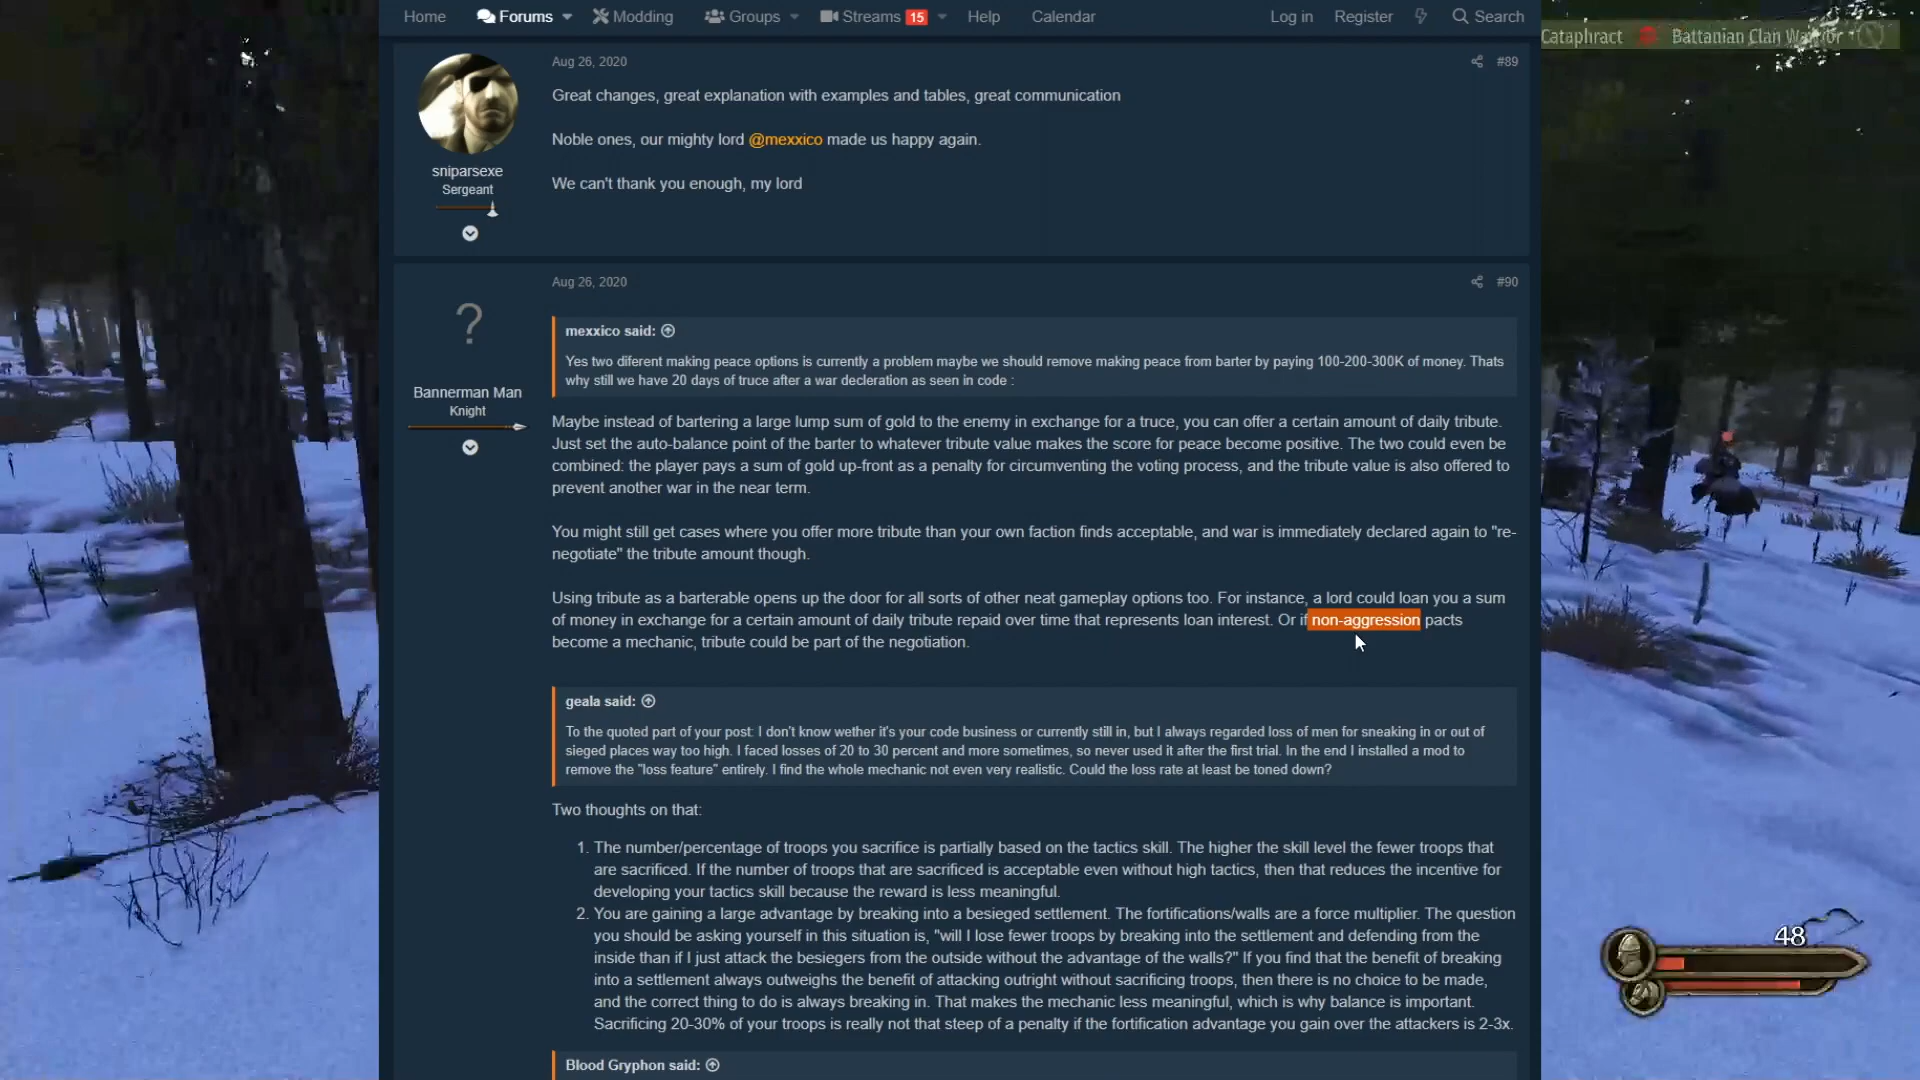 Home Forums Modding Groups Streams 15 Help Calendar Log in Register Search
Cataphract Battanian Clan Warrior
Aug 26, 2020 #89
Great changes, great explanation with examples and tables, great communication
Noble ones, our mighty lord @mexxico made us happy again.
We can't thank you enough, my lord
sniparsexe
Sergeant
Aug 26, 2020 #90
mexxico said:
Yes two diferent making peace options is currently a problem maybe we should remove making peace from barter by paying 100-200-300K of money. Thats
why still we have 20 days of truce after a war decleration as seen in code :
Bannerman Man
Knight
Maybe instead of bartering a large lump sum of gold to the enemy in exchange for a truce, you can offer a certain amount of daily tribute.
Just set the auto-balance point of the barter to whatever tribute value makes the score for peace become positive. The two could even be
combined: the player pays a sum of gold up-front as a penalty for circumventing the voting process, and the tribute value is also offered to
prevent another war in the near term.
You might still get cases where you offer more tribute than your own faction finds acceptable, and war is immediately declared again to "re-
negotiate" the tribute amount though.
Using tribute as a barterable opens up the door for all sorts of other neat gameplay options too. For instance, a lord could loan you a sum
of money in exchange for a certain amount of daily tribute repaid over time that represents loan interest. Or if non-aggression pacts
become a mechanic, tribute could be part of the negotiation.
geala said:
To the quoted part of your post: I don't know wether it's your code business or currently still in, but I always regarded loss of men for sneaking in or out of
sieged places way too high. I faced losses of 20 to 30 percent and more sometimes, so never used it after the first trial. In the end I installed a mod to
remove the "loss feature" entirely. I find the whole mechanic not even very realistic. Could the loss rate at least be toned down?
Two thoughts on that:
1. The number/percentage of troops you sacrifice is partially based on the tactics skill. The higher the skill level the fewer troops that
are sacrificed. If the number of troops that are sacrificed is acceptable even without high tactics, then that reduces the incentive for
developing your tactics skill because the reward is less meaningful.
2. You are gaining a large advantage by breaking into a besieged settlement. The fortifications/walls are a force multiplier. The question
you should be asking yourself in this situation is, "will I lose fewer troops by breaking into the settlement and defending from the
inside than if I just attack the besiegers from the outside without the advantage of the walls?" If you find that the benefit of breaking
into a settlement always outweighs the benefit of attacking outright without sacrificing troops, then there is no choice to be made,
and the correct thing to do is always breaking in. That makes the mechanic less meaningful, which is why balance is important.
Sacrificing 20-30% of your troops is really not that steep of a penalty if the fortification advantage you gain over the attackers is 2-3x.
48
Blood Gryphon said: